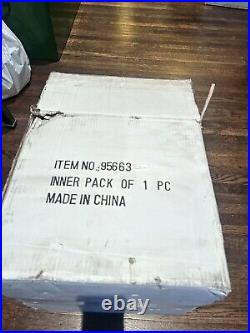 ITEM NO.:95663
INNER PACK OF 1 PC
MADE IN CHINA